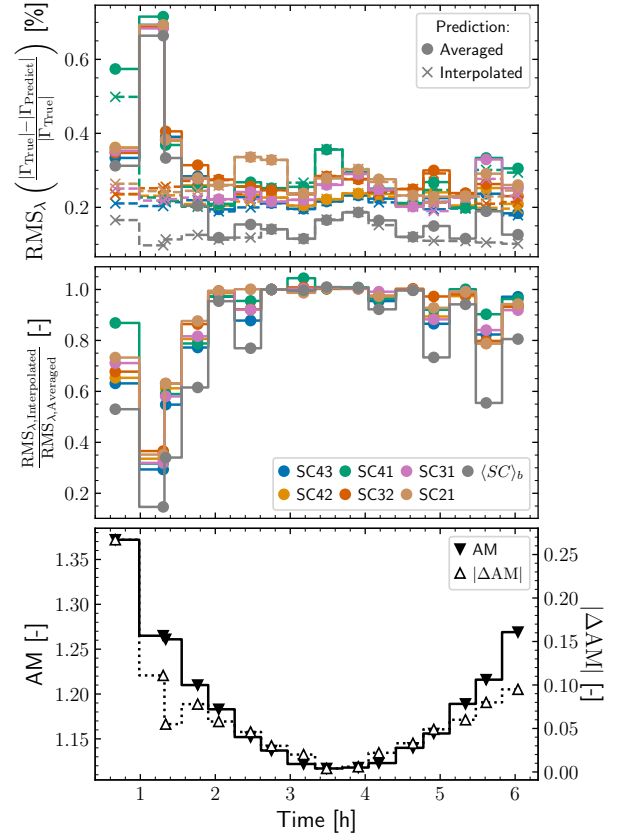 RMS_λ ( (|Γ_True|−|Γ_Predict|) / |Γ_True| ) [%]
0.6
0.4
0.2
Prediction:
Averaged
Interpolated
RMS_λ,Interpolated / RMS_λ,Averaged [-]
1.0
0.8
0.6
0.4
0.2
SC43 SC41 SC31 ⟨SC⟩_b
SC42 SC32 SC21
AM [-]
1.35
1.30
1.25
1.20
1.15
AM
|ΔAM|
0.25
0.20
0.15
0.10
0.05
0.00
|ΔAM| [-]
1 2 3 4 5 6
Time [h]